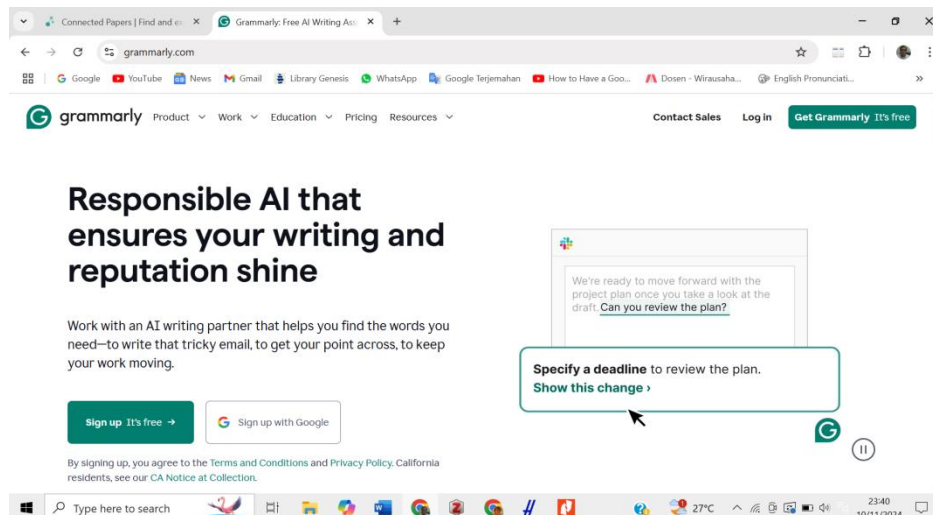 Connected Papers | Find and e
Grammarly: Free AI Writing Ass
grammarly.com
Google YouTube News Gmail Library Genesis WhatsApp Google Terjemahan How to Have a Goo... Dosen - Wirausaha... English Pronunciati...
grammarly Product Work Education Pricing Resources Contact Sales Log in Get Grammarly It's free
Responsible AI that
ensures your writing and
reputation shine
Work with an AI writing partner that helps you find the words you
need—to write that tricky email, to get your point across, to keep
your work moving.
Sign up It's free →
Sign up with Google
By signing up, you agree to the Terms and Conditions and Privacy Policy. California
residents, see our CA Notice at Collection.
We're ready to move forward with the
project plan once you take a look at the
draft. Can you review the plan?
Specify a deadline to review the plan.
Show this change ›
Type here to search
27°C
23:40
10/11/2024